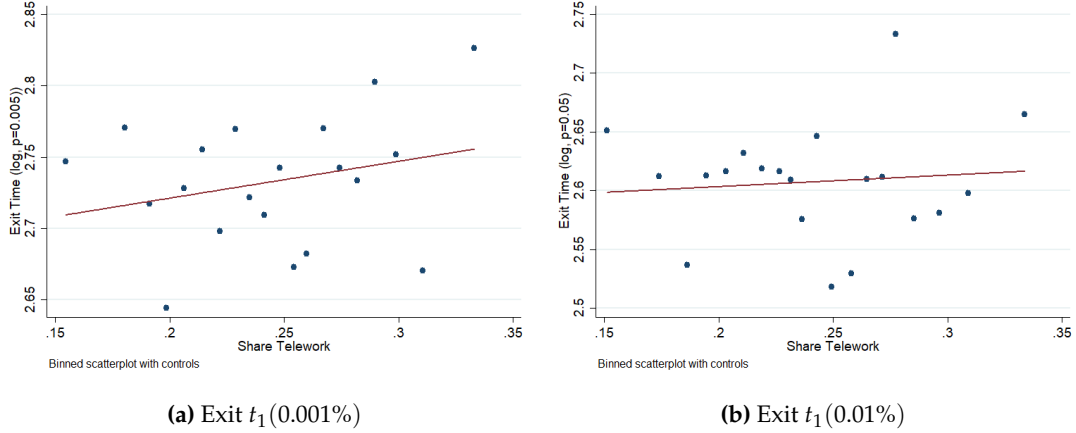 Exit Time (log, p=0.005))
2.85
2.8
2.75
2.7
2.65
.15 .2 .25 .3 .35
Share Telework
Binned scatterplot with controls
(a) Exit t₁(0.001%)
Exit Time (log, p=0.05)
2.75
2.7
2.65
2.6
2.55
2.5
.15 .2 .25 .3 .35
Share Telework
Binned scatterplot with controls
(b) Exit t₁(0.01%)